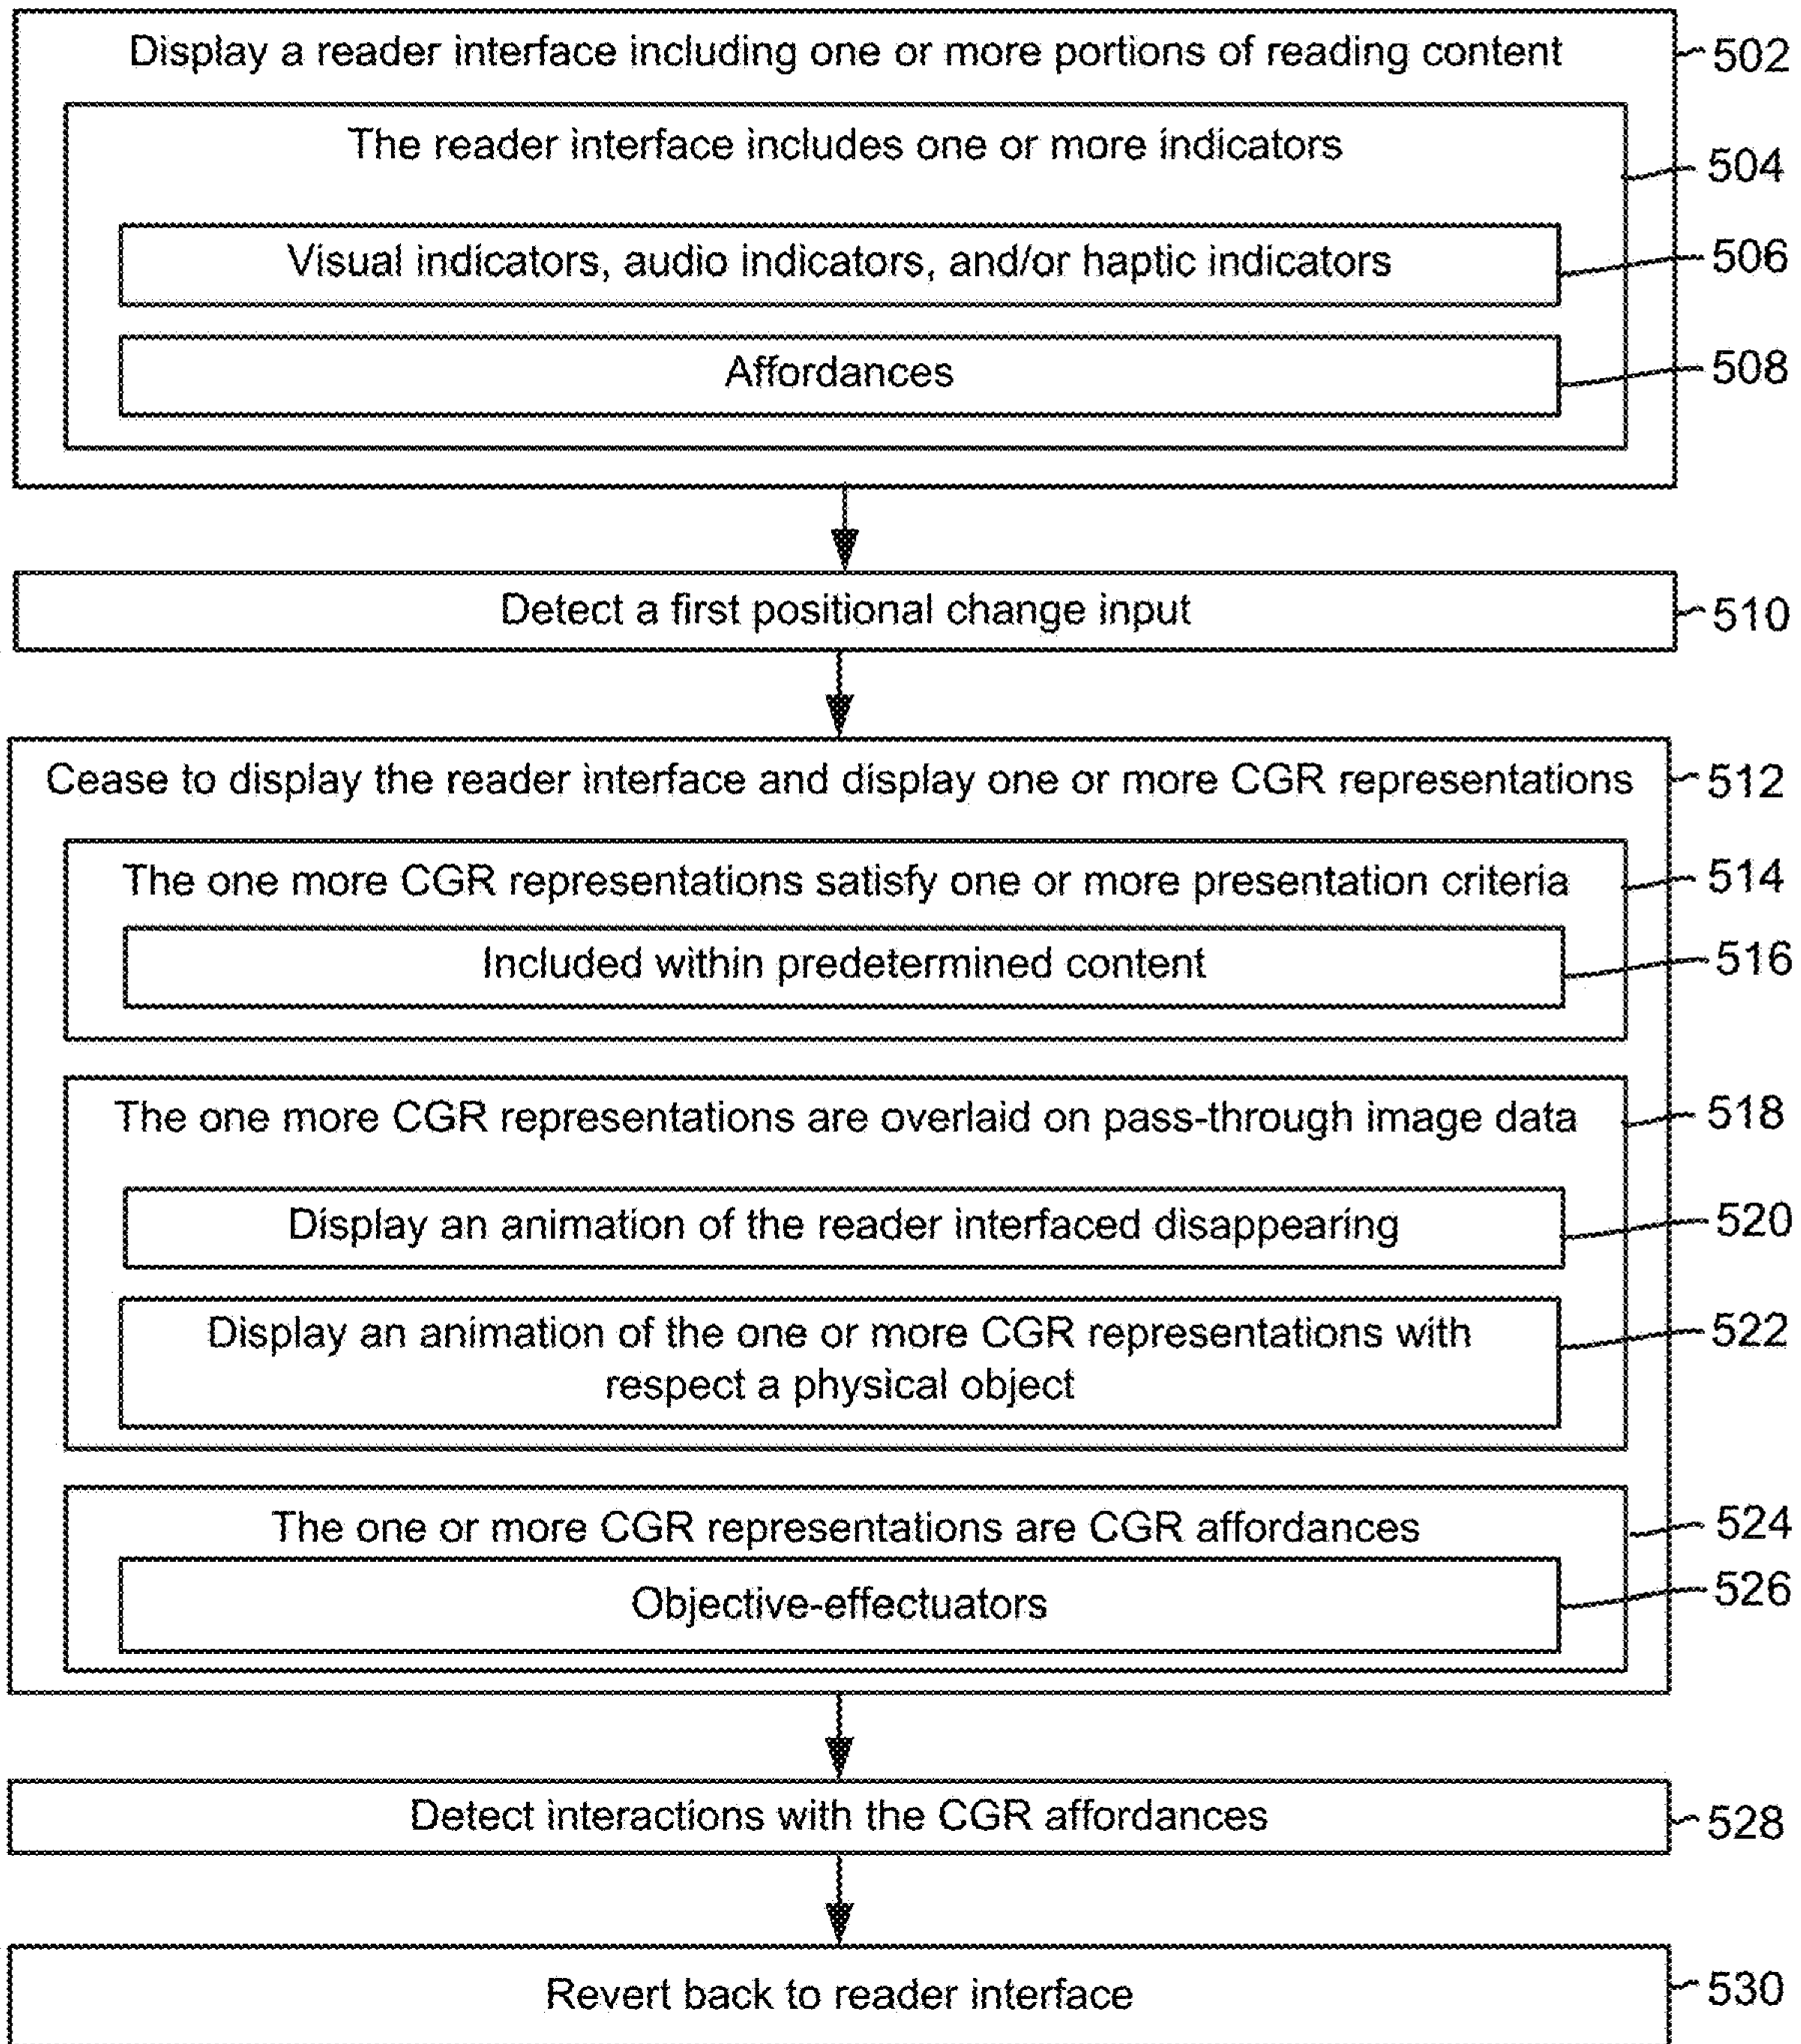 Display a reader interface including one or more portions of reading content
502
The reader interface includes one or more indicators
504
Visual indicators, audio indicators, and/or haptic indicators
506
Affordances
508
Detect a first positional change input
510
Cease to display the reader interface and display one or more CGR representations
512
The one more CGR representations satisfy one or more presentation criteria
514
Included within predetermined content
516
The one more CGR representations are overlaid on pass-through image data
518
Display an animation of the reader interfaced disappearing
520
Display an animation of the one or more CGR representations with
respect a physical object
522
The one or more CGR representations are CGR affordances
524
Objective-effectuators
526
Detect interactions with the CGR affordances
528
Revert back to reader interface
530